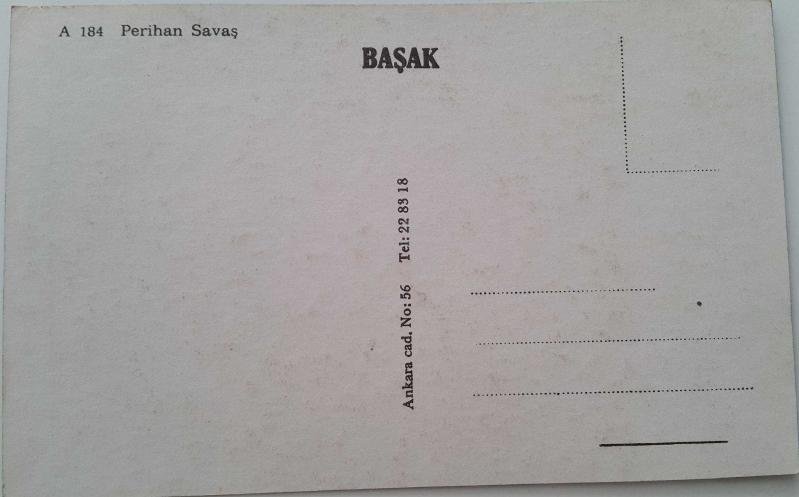 A 184 Perihan Savaş
BAŞAK
Ankara cad. No: 56 Tel: 22 83 18